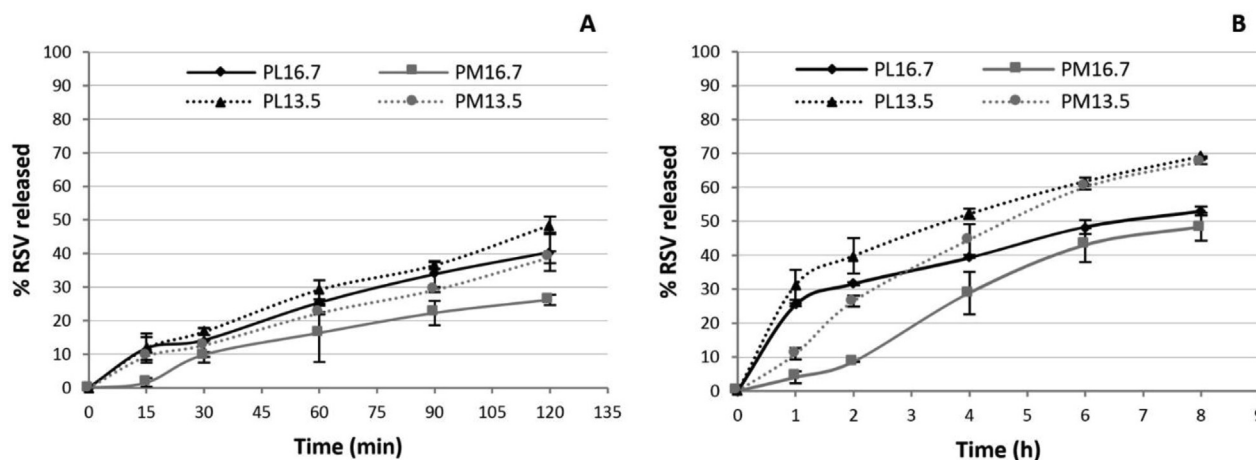 A
100
90
80
70
60
50
40
30
20
10
0
% RSV released
PL16.7 PM16.7
PL13.5 PM13.5
0 15 30 45 60 75 90 105 120 135
Time (min)
B
100
90
80
70
60
50
40
30
20
10
0
% RSV released
PL16.7 PM16.7
PL13.5 PM13.5
0 1 2 3 4 5 6 7 8 9
Time (h)